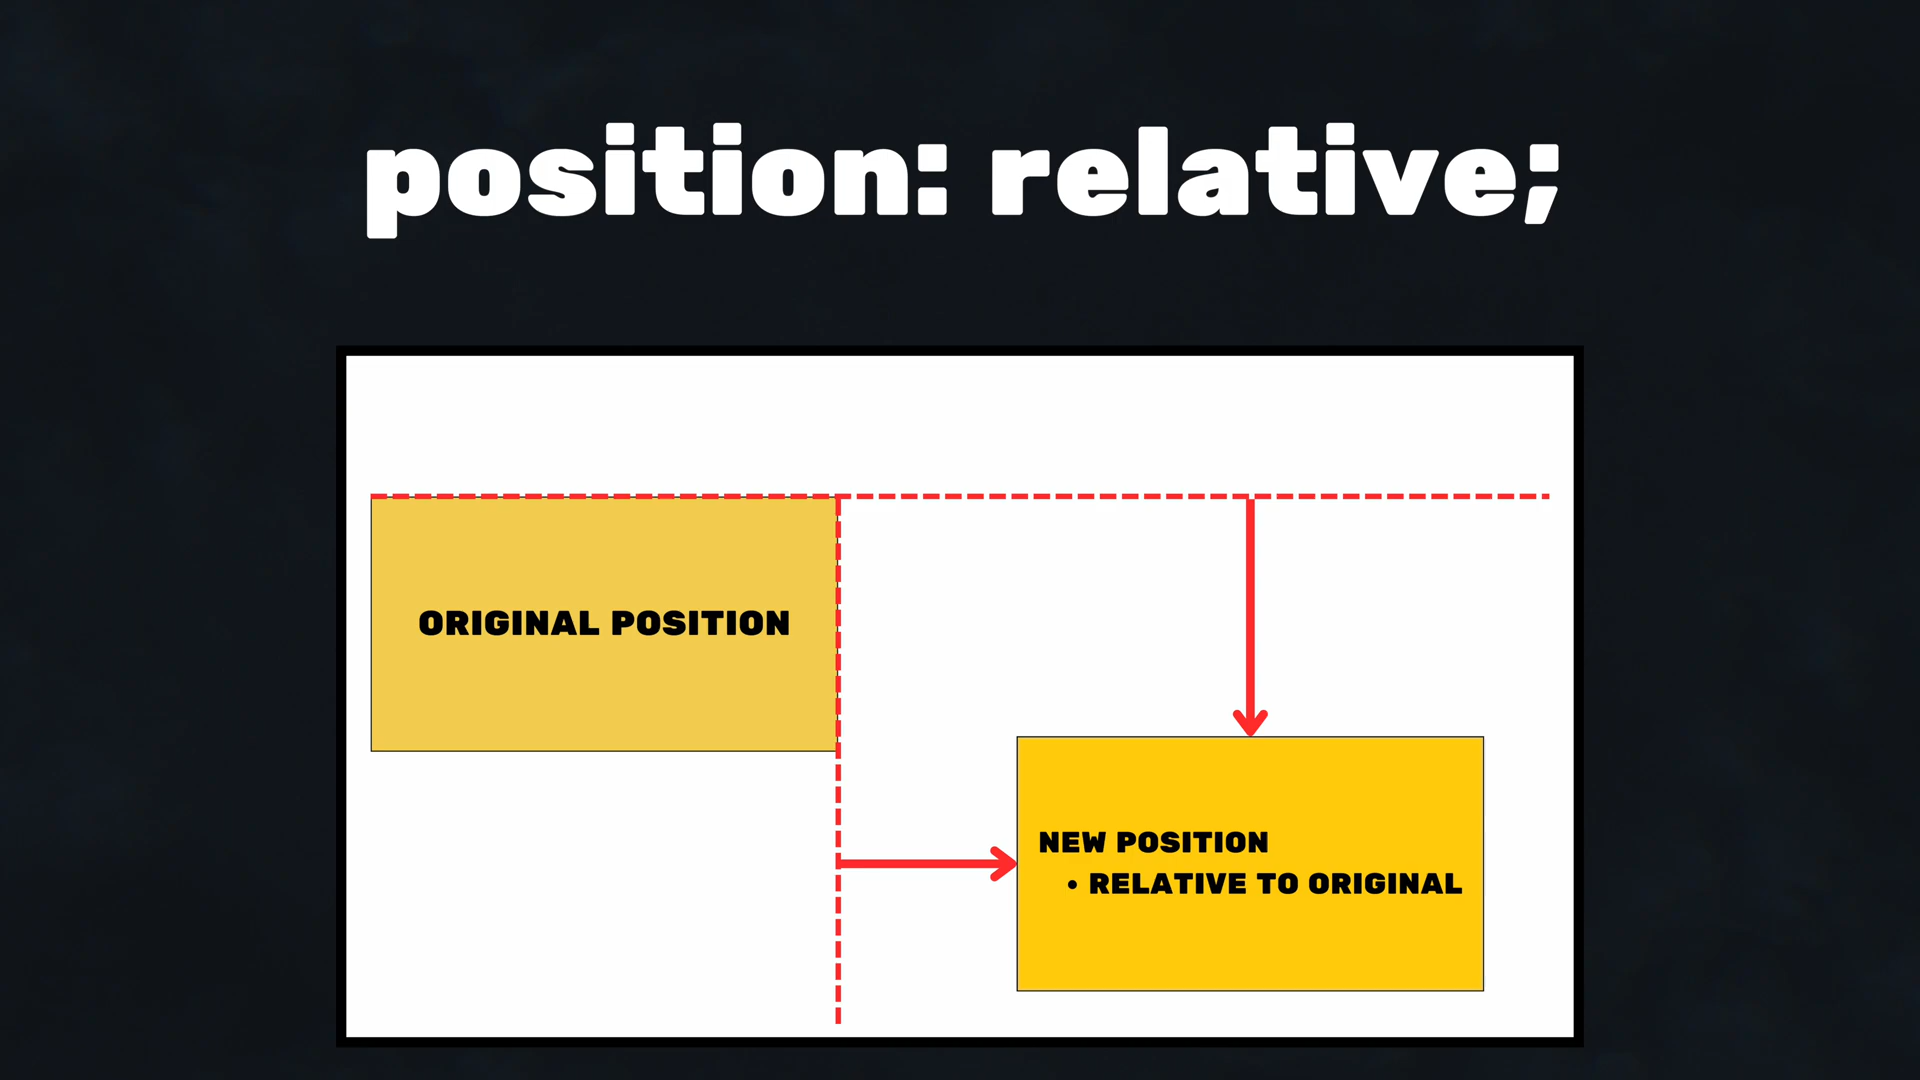 position: relative;
ORIGINAL POSITION
NEW POSITION
• RELATIVE TO ORIGINAL